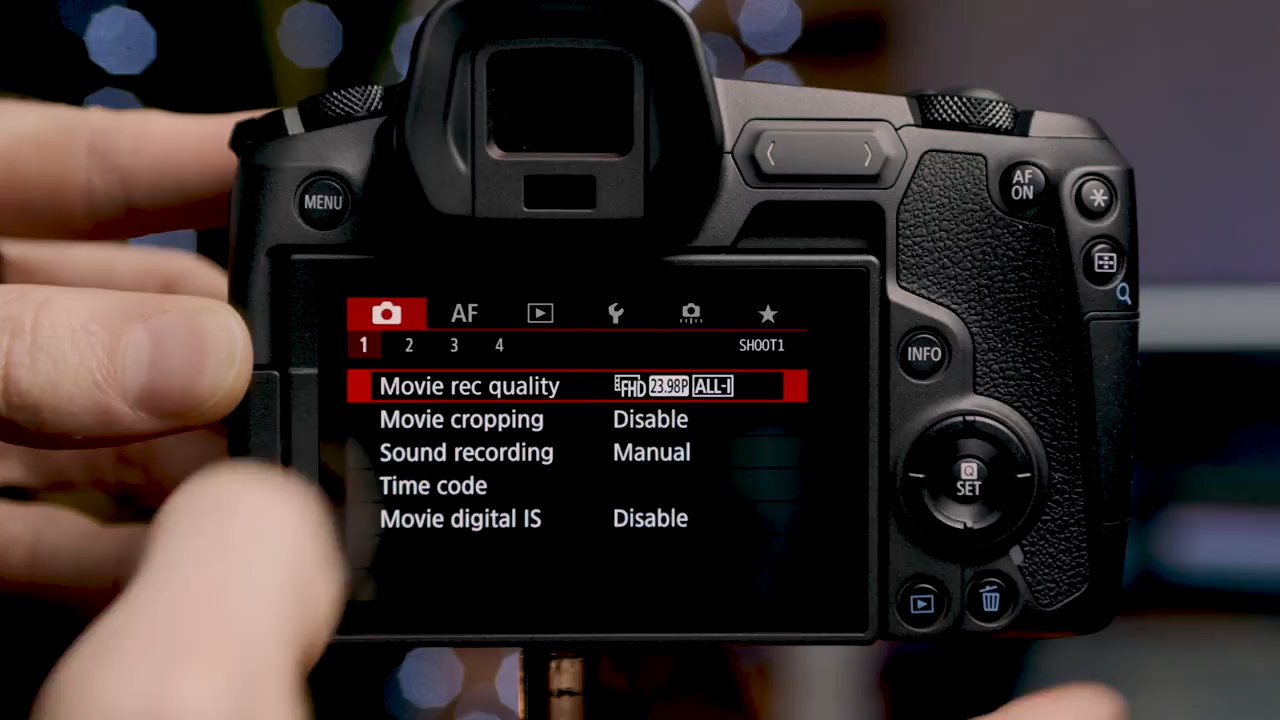 MENU
AF
ON
AF
1 2 3 4 SHOOT1
INFO
Movie rec quality FHD 23.98P ALL-I
Movie cropping Disable
Sound recording Manual
Time code
Movie digital IS Disable
Q
SET